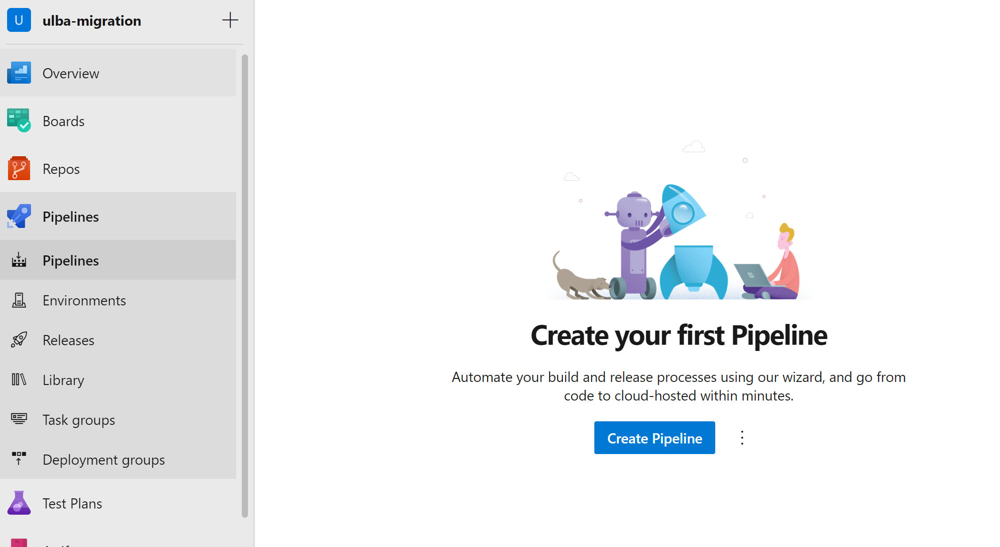 U
ulba-migration
Overview
Boards
Repos
Pipelines
Pipelines
Environments
Releases
Library
Task groups
Deployment groups
Test Plans
Create your first Pipeline
Automate your build and release processes using our wizard, and go from
code to cloud-hosted within minutes.
Create Pipeline